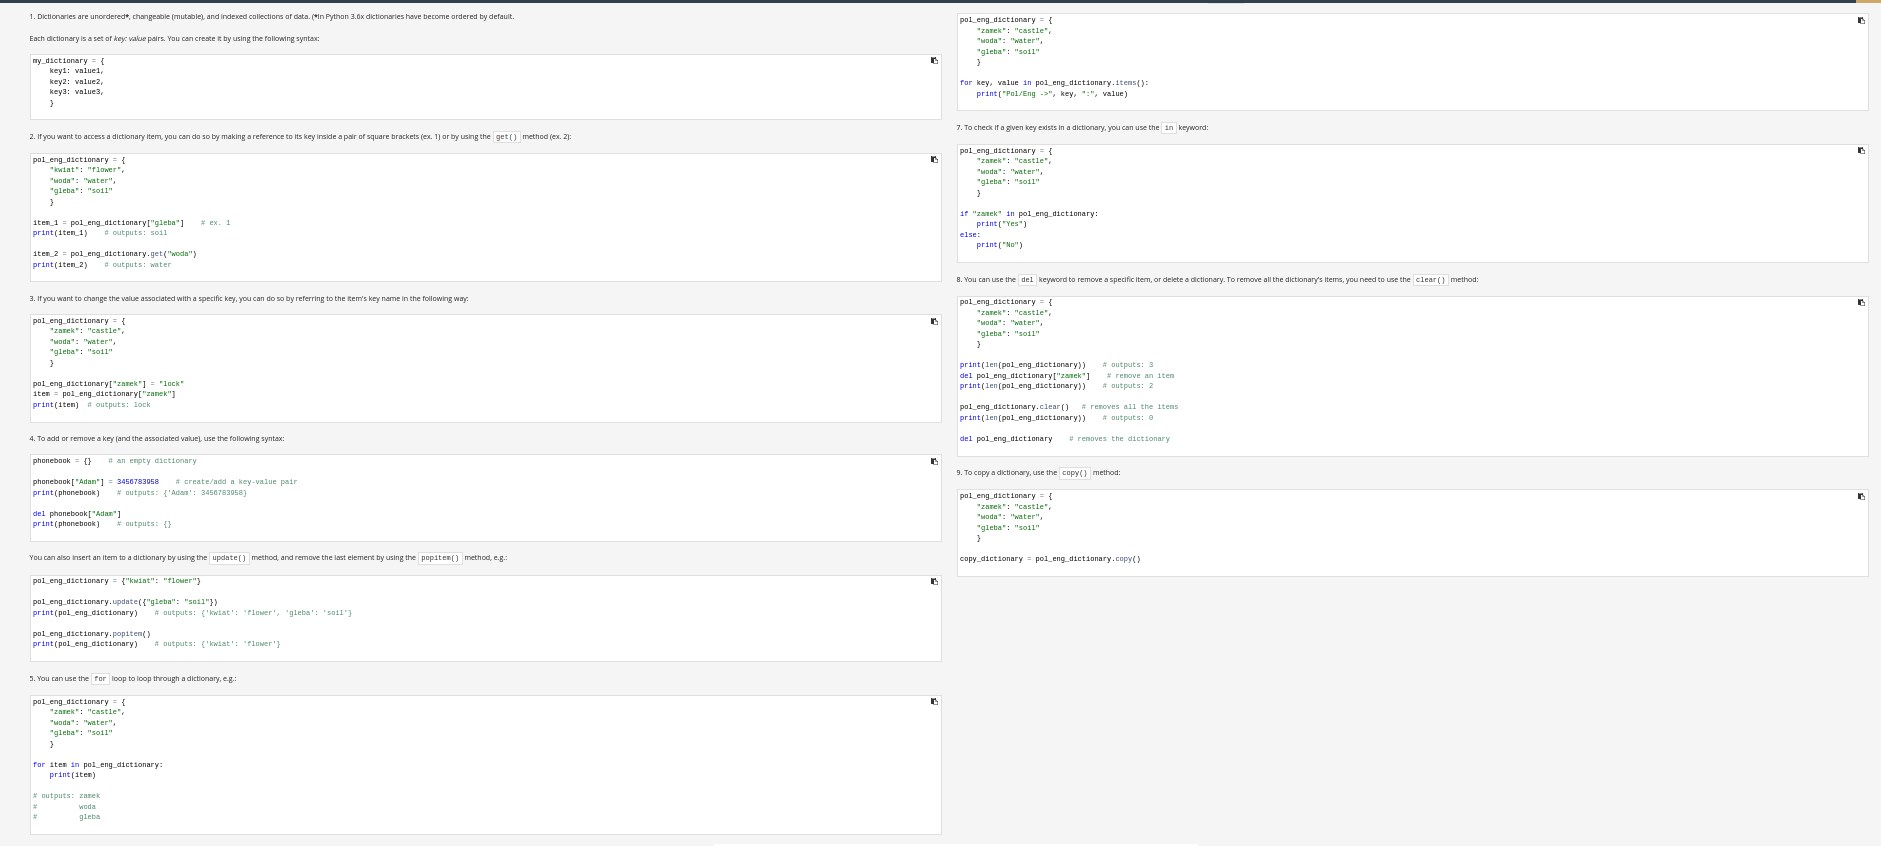 1. Dictionaries are unordered*, changeable (mutable), and indexed collections of data. (*In Python 3.6x dictionaries have become ordered by default.
Each dictionary is a set of key: value pairs. You can create it by using the following syntax:
my_dictionary = {
    key1: value1,
    key2: value2,
    key3: value3,
    }
2. If you want to access a dictionary item, you can do so by making a reference to its key inside a pair of square brackets (ex. 1) or by using the get() method (ex. 2):
pol_eng_dictionary = {
    "kwiat": "flower",
    "woda": "water",
    "gleba": "soil"
    }
item_1 = pol_eng_dictionary["gleba"]    # ex. 1
print(item_1)    # outputs: soil
item_2 = pol_eng_dictionary.get("woda")
print(item_2)    # outputs: water
3. If you want to change the value associated with a specific key, you can do so by referring to the item's key name in the following way:
pol_eng_dictionary = {
    "zamek": "castle",
    "woda": "water",
    "gleba": "soil"
    }
pol_eng_dictionary["zamek"] = "lock"
item = pol_eng_dictionary["zamek"]
print(item)  # outputs: lock
4. To add or remove a key (and the associated value), use the following syntax:
phonebook = {}    # an empty dictionary
phonebook["Adam"] = 3456783958    # create/add a key-value pair
print(phonebook)    # outputs: {'Adam': 3456783958}
del phonebook["Adam"]
print(phonebook)    # outputs: {}
You can also insert an item to a dictionary by using the update() method, and remove the last element by using the popitem() method, e.g.:
pol_eng_dictionary = {"kwiat": "flower"}
pol_eng_dictionary.update({"gleba": "soil"})
print(pol_eng_dictionary)    # outputs: {'kwiat': 'flower', 'gleba': 'soil'}
pol_eng_dictionary.popitem()
print(pol_eng_dictionary)    # outputs: {'kwiat': 'flower'}
5. You can use the for loop to loop through a dictionary, e.g.:
pol_eng_dictionary = {
    "zamek": "castle",
    "woda": "water",
    "gleba": "soil"
    }
for item in pol_eng_dictionary:
    print(item)
# outputs: zamek
#          woda
#          gleba
pol_eng_dictionary = {
    "zamek": "castle",
    "woda": "water",
    "gleba": "soil"
    }
for key, value in pol_eng_dictionary.items():
    print("Pol/Eng ->", key, ":", value)
7. To check if a given key exists in a dictionary, you can use the in keyword:
pol_eng_dictionary = {
    "zamek": "castle",
    "woda": "water",
    "gleba": "soil"
    }
if "zamek" in pol_eng_dictionary:
    print("Yes")
else:
    print("No")
8. You can use the del keyword to remove a specific item, or delete a dictionary. To remove all the dictionary's items, you need to use the clear() method:
pol_eng_dictionary = {
    "zamek": "castle",
    "woda": "water",
    "gleba": "soil"
    }
print(len(pol_eng_dictionary))    # outputs: 3
del pol_eng_dictionary["zamek"]    # remove an item
print(len(pol_eng_dictionary))    # outputs: 2
pol_eng_dictionary.clear()   # removes all the items
print(len(pol_eng_dictionary))    # outputs: 0
del pol_eng_dictionary    # removes the dictionary
9. To copy a dictionary, use the copy() method:
pol_eng_dictionary = {
    "zamek": "castle",
    "woda": "water",
    "gleba": "soil"
    }
copy_dictionary = pol_eng_dictionary.copy()